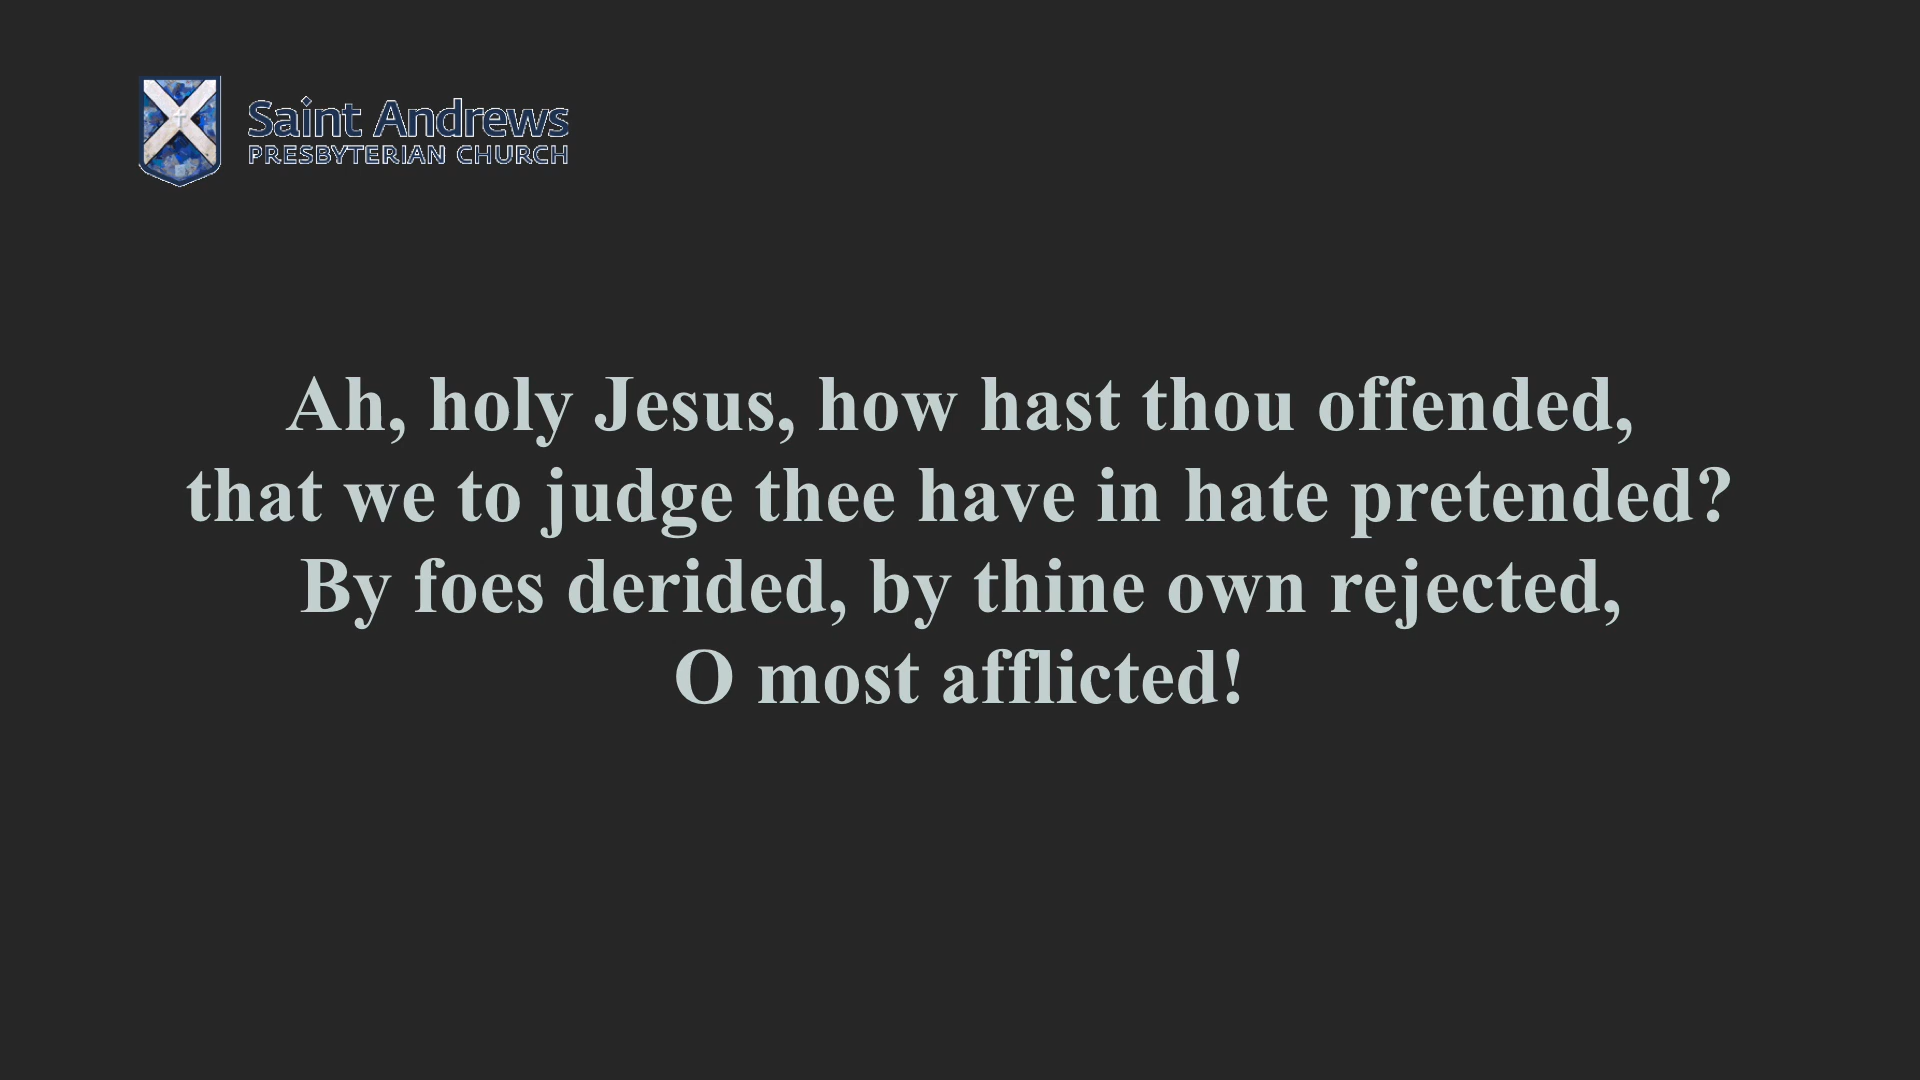 Saint Andrews
PRESBYTERIAN CHURCH
Ah, holy Jesus, how hast thou offended,
that we to judge thee have in hate pretended?
By foes derided, by thine own rejected,
O most afflicted!